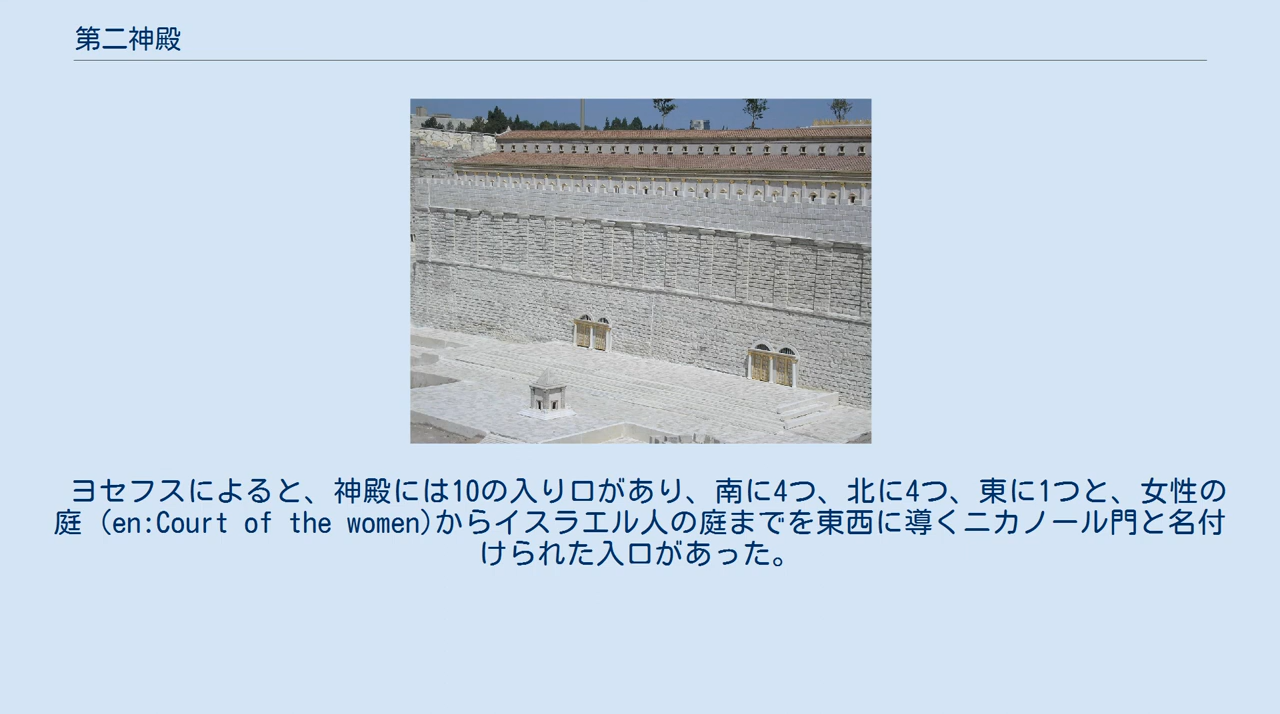 第二神殿
ヨセフスによると、神殿には10の入り口があり、南に4つ、北に4つ、東に1つと、女性の
庭 (en:Court of the women)からイスラエル人の庭までを東西に導くニカノール門と名付
けられた入口があった。